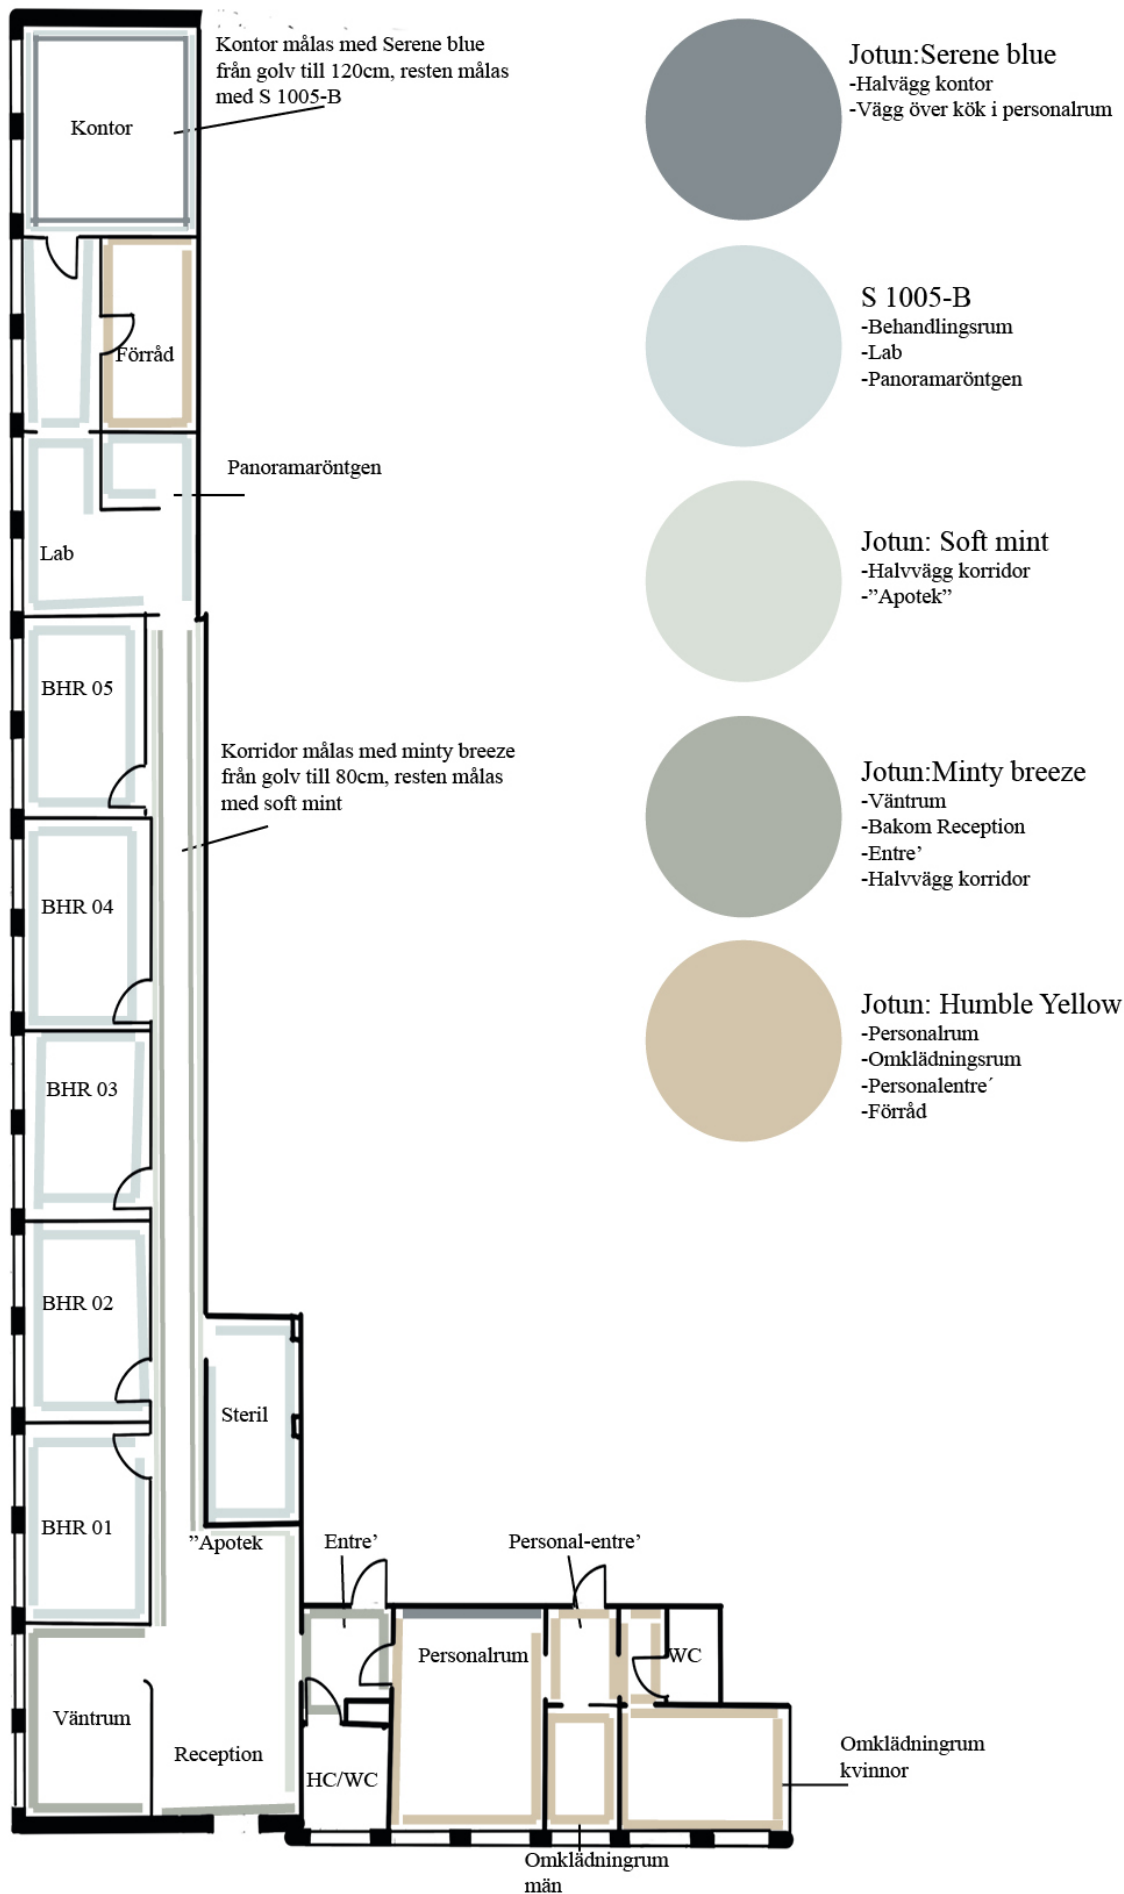 Kontor målas med Serene blue
från golv till 120cm, resten målas
med S 1005-B
Kontor
Förråd
Panoramaröntgen
Lab
BHR 05
Korridor målas med minty breeze
från golv till 80cm, resten målas
med soft mint
BHR 04
BHR 03
BHR 02
Steril
BHR 01
”Apotek
Entre’
Personal-entre’
Personalrum
WC
Väntrum
Reception
HC/WC
Omklädningrum
kvinnor
Omklädningrum
män
Jotun:Serene blue
-Halvägg kontor
-Vägg över kök i personalrum
S 1005-B
-Behandlingsrum
-Lab
-Panoramaröntgen
Jotun: Soft mint
-Halvvägg korridor
-”Apotek”
Jotun:Minty breeze
-Väntrum
-Bakom Reception
-Entre’
-Halvvägg korridor
Jotun: Humble Yellow
-Personalrum
-Omklädningsrum
-Personalentre´
-Förråd